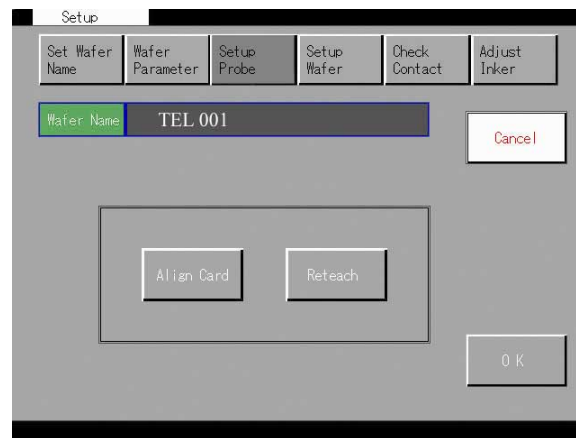 Setup
Set Wafer
Name
Wafer
Parameter
Setup
Probe
Setup
Wafer
Check
Contact
Adjust
Inker
Wafer Name
TEL 001
Cancel
Align Card
Reteach
OK